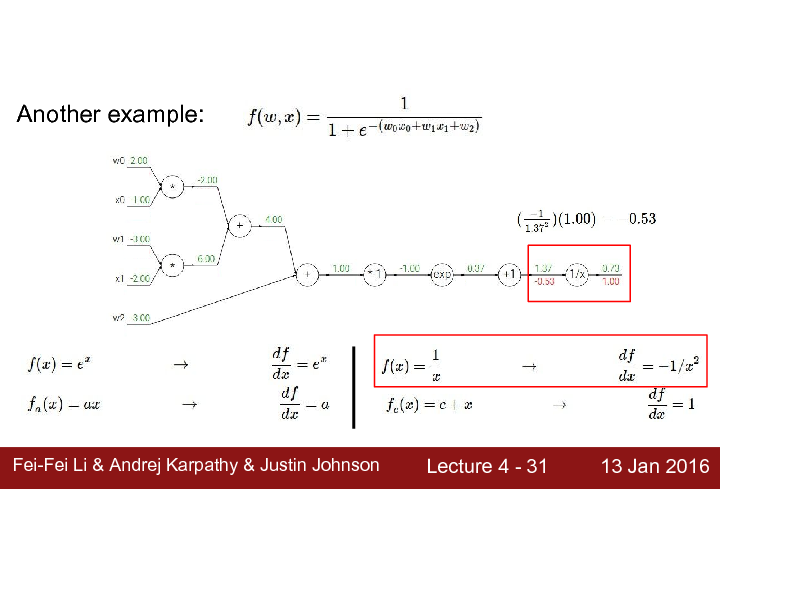 Another example: f(w,x) = 1 / (1 + e^−(w₀x₀+w₁x₁+w₂))
w0 2.00
* -2.00
x0 -1.00
+ 4.00
(−1/1.37²)(1.00) = −0.53
w1 -3.00
* 6.00
x1 -2.00
+ 1.00 *-1 -1.00 exp 0.37 +1 1.37 1/x 0.73
-0.53 1.00
w2 -3.00
f(x) = eˣ → df/dx = eˣ
f(x) = 1/x → df/dx = −1/x²
fₐ(x) = ax → df/dx = a
f꜀(x) = c + x → df/dx = 1
Fei-Fei Li & Andrej Karpathy & Justin Johnson Lecture 4 - 31 13 Jan 2016